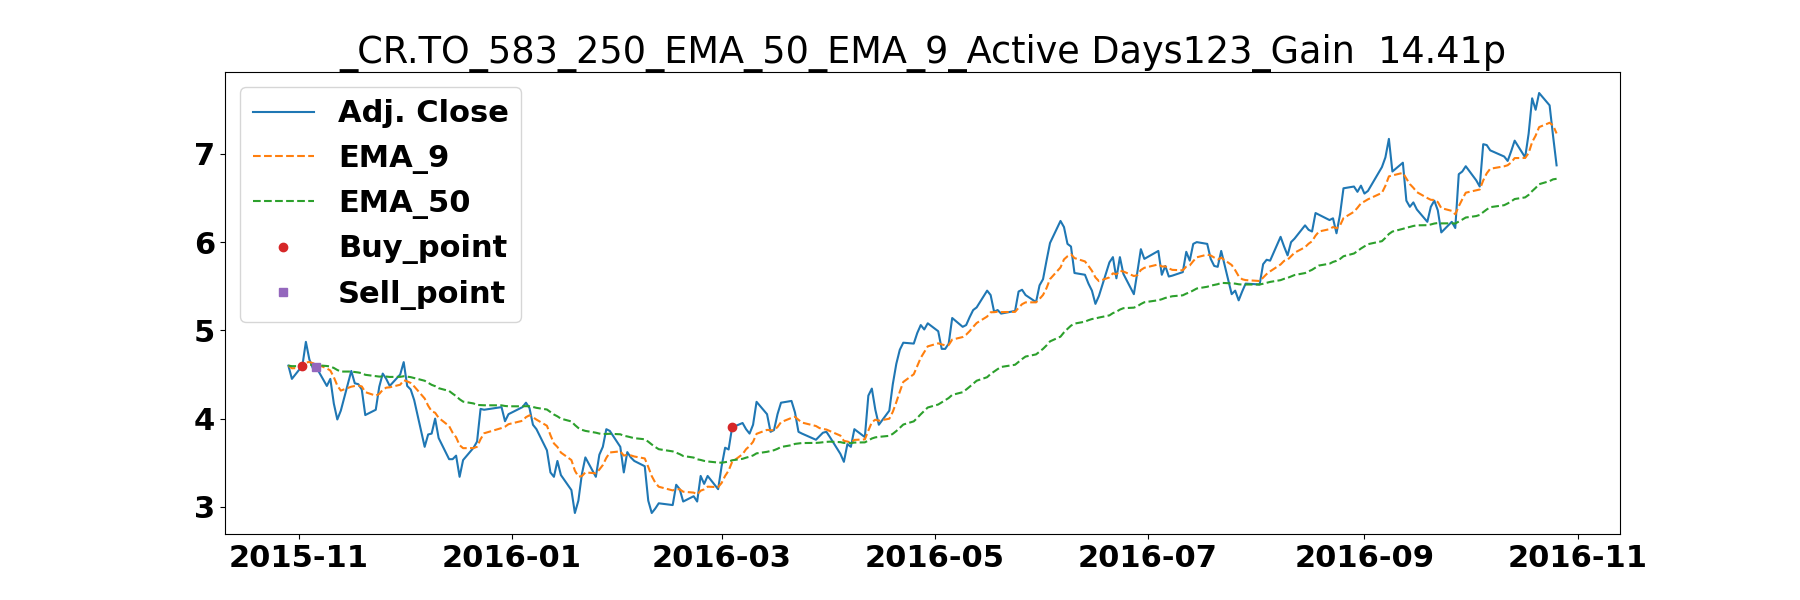 _CR.TO_583_250_EMA_50_EMA_9_Active Days123_Gain  14.41p
Adj. Close
EMA_9
EMA_50
Buy_point
Sell_point
7
6
5
4
3
2015-11 2016-01 2016-03 2016-05 2016-07 2016-09 2016-11